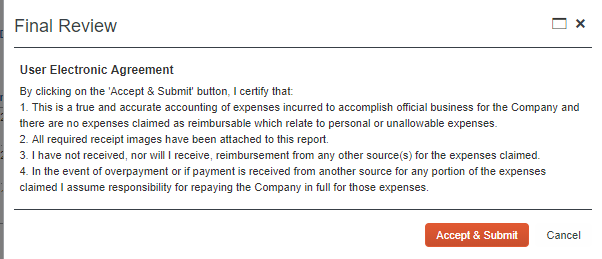 Final Review
User Electronic Agreement
By clicking on the 'Accept & Submit' button, I certify that:
1. This is a true and accurate accounting of expenses incurred to accomplish official business for the Company and
there are no expenses claimed as reimbursable which relate to personal or unallowable expenses.
2. All required receipt images have been attached to this report.
3. I have not received, nor will I receive, reimbursement from any other source(s) for the expenses claimed.
4. In the event of overpayment or if payment is received from another source for any portion of the expenses
claimed I assume responsibility for repaying the Company in full for those expenses.
Accept & Submit Cancel